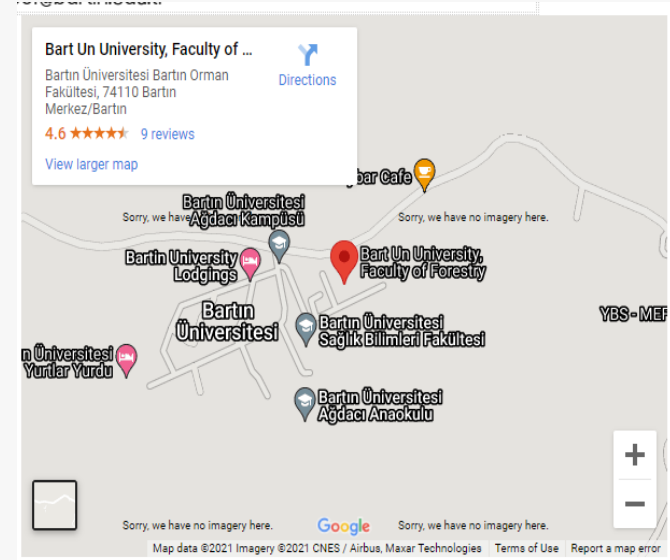 Bart Un University, Faculty of ...
Bartın Üniversitesi Bartın Orman
Fakültesi, 74110 Bartın
Merkez/Bartın
4.6
9 reviews
View larger map
Directions
bar Cafe
Bartın Üniversitesi
Ağdacı Kampüsü
Sorry, we have
Sorry, we have no imagery here.
Bartin University
Lodgings
Bart Un University,
Faculty of Forestry
Bartın
Üniversitesi
Bartın Üniversitesi
Sağlık Bilimleri Fakültesi
YBS - MER
n Üniversitesi
Yurtlar Yurdu
Bartın Üniversitesi
Ağdacı Anaokulu
Sorry, we have no imagery here.
Google
Sorry, we have no imagery here.
Map data ©2021 Imagery ©2021 CNES / Airbus, Maxar Technologies
Terms of Use
Report a map error